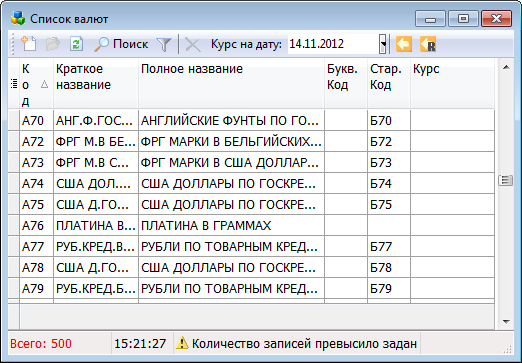 Список валют
Поиск Курс на дату: 14.11.2012 R
Код Краткое название Полное название Букв. Код Стар. Код Курс
А70 АНГ.Ф.ГОС... АНГЛИЙСКИЕ ФУНТЫ ПО ГО... Б70
А72 ФРГ М.В БЕ... ФРГ МАРКИ В БЕЛЬГИЙСКИХ... Б72
А73 ФРГ М.В С... ФРГ МАРКИ В США ДОЛЛАР... Б73
А74 США ДОЛ.... США ДОЛЛАРЫ ПО ГОСКРЕ... Б74
А75 США Д.ГО... США ДОЛЛАРЫ ПО ГОСКРЕ... Б75
А76 ПЛАТИНА В... ПЛАТИНА В ГРАММАХ
А77 РУБ.КРЕД.В... РУБЛИ ПО ТОВАРНЫМ КРЕД... Б77
А78 США Д.ГО... США ДОЛЛАРЫ ПО ГОСКРЕ... Б78
А79 РУБ.КРЕД.Б... РУБЛИ ПО ТОВАРНЫМ КРЕД... Б79
Всего: 500 15:21:27 Количество записей превысило задан